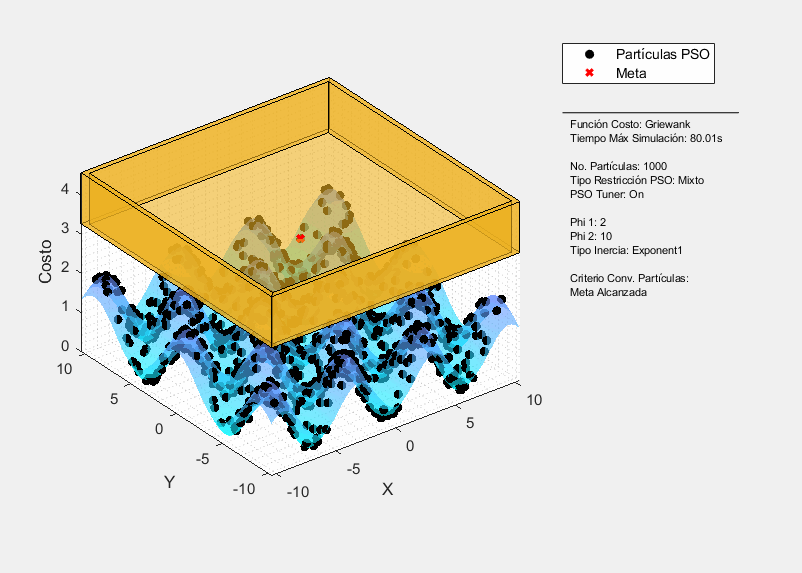 Partículas PSO
Meta
Función Costo: Griewank
Tiempo Máx Simulación: 80.01s
No. Partículas: 1000
Tipo Restricción PSO: Mixto
PSO Tuner: On
Phi 1: 2
Phi 2: 10
Tipo Inercia: Exponent1
Criterio Conv. Partículas:
Meta Alcanzada
Costo
4
3
2
1
0
10
5
0
-5
-10
Y
-10
-5
0
5
10
X